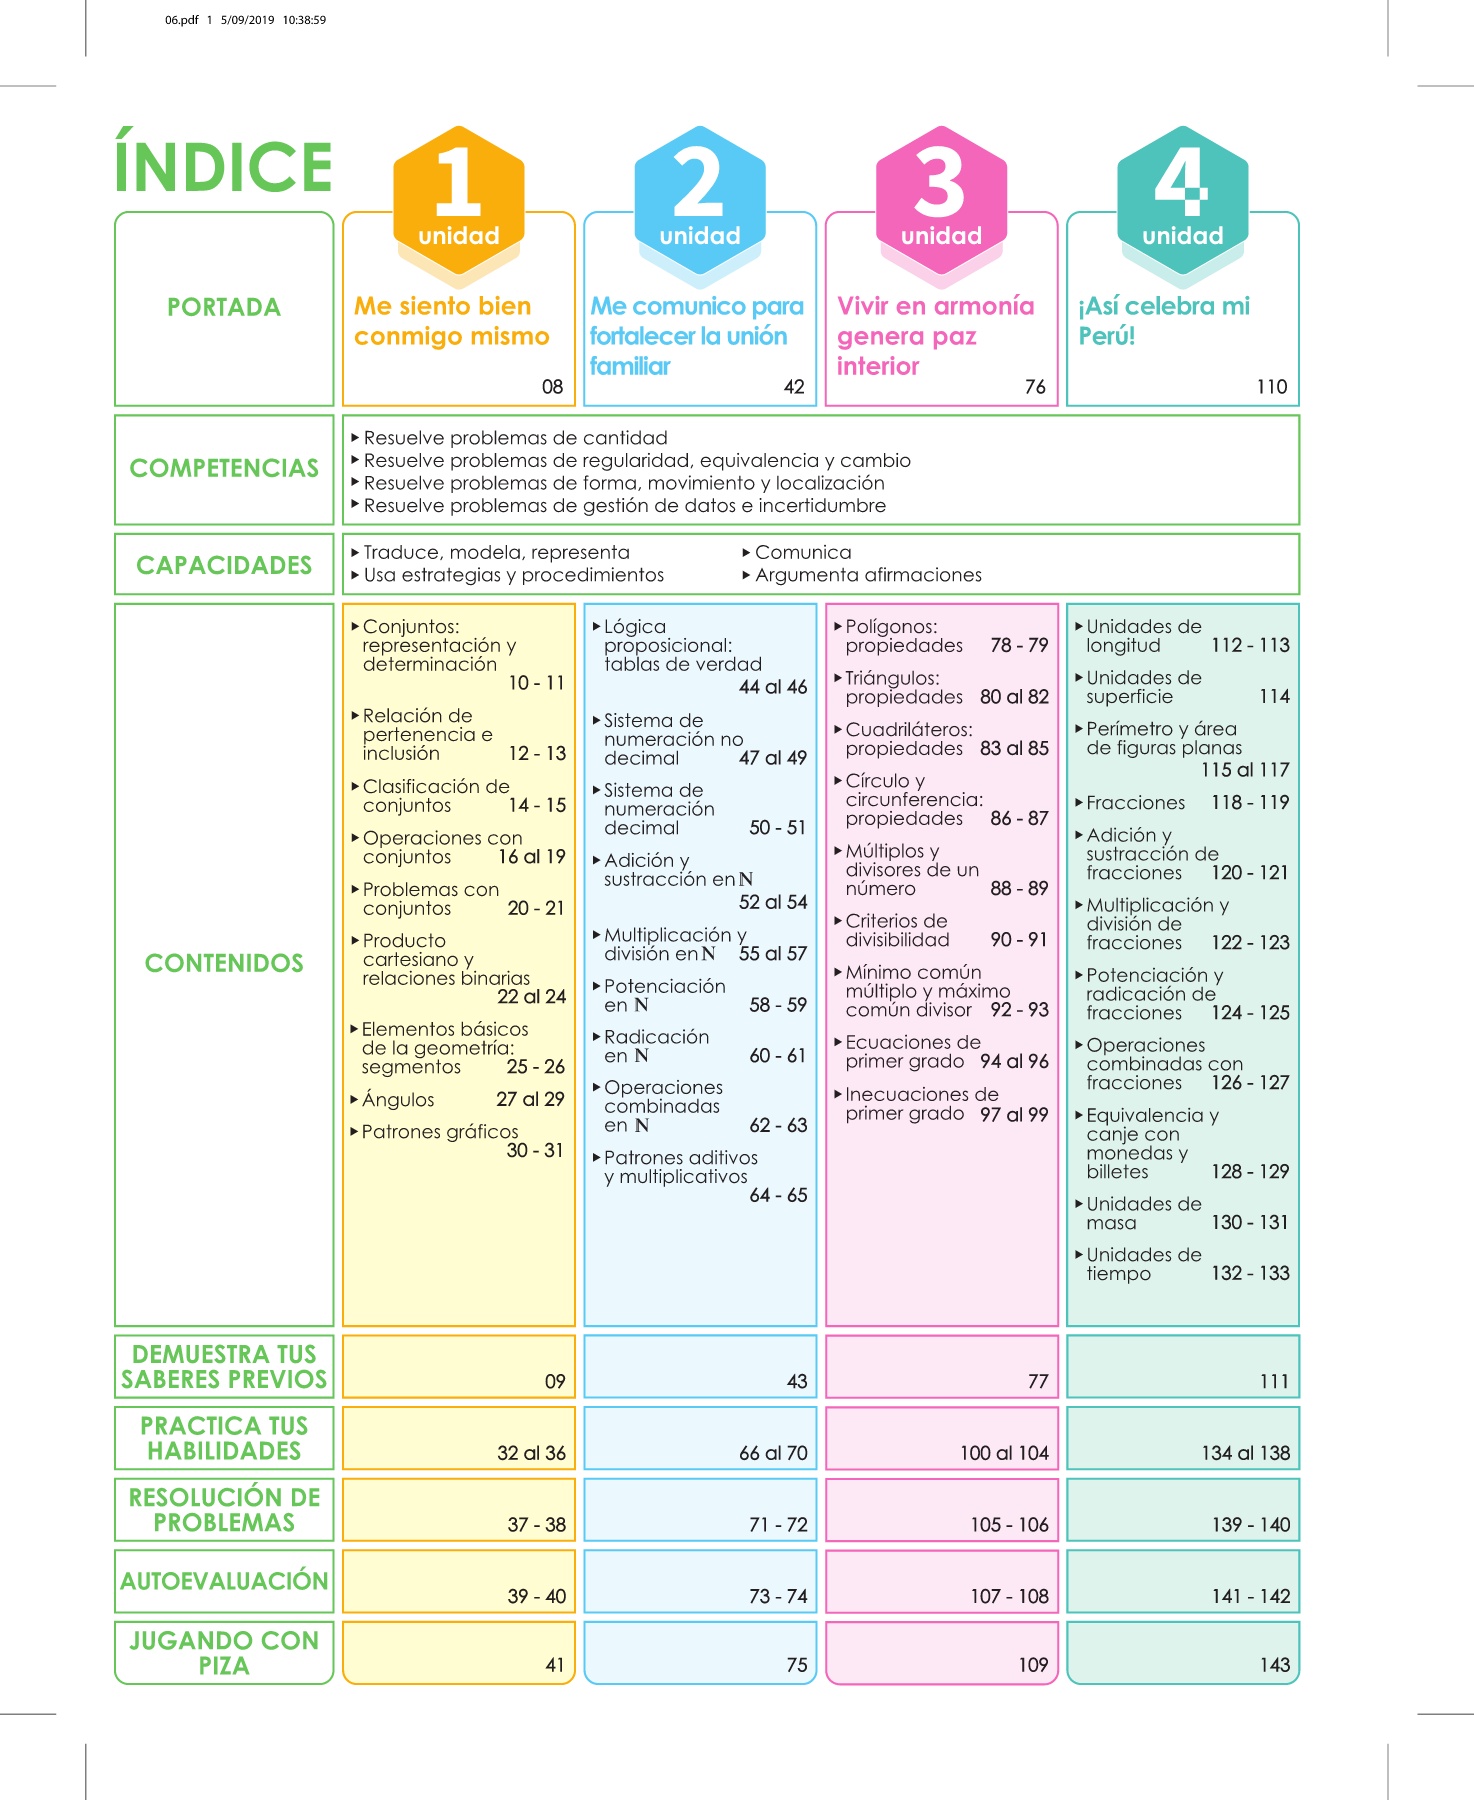 06.pdf 1 5/09/2019 10:38:59
ÍNDICE
1
unidad
2
unidad
3
unidad
4
unidad
PORTADA
Me siento bien
conmigo mismo
08
Me comunico para
fortalecer la unión
familiar
42
Vivir en armonía
genera paz
interior
76
¡Así celebra mi
Perú!
110
COMPETENCIAS
▸Resuelve problemas de cantidad
▸Resuelve problemas de regularidad, equivalencia y cambio
▸Resuelve problemas de forma, movimiento y localización
▸Resuelve problemas de gestión de datos e incertidumbre
CAPACIDADES
▸Traduce, modela, representa
▸Usa estrategias y procedimientos
▸Comunica
▸Argumenta afirmaciones
CONTENIDOS
▸Conjuntos:
representación y
determinación
10 - 11
▸Relación de
pertenencia e
inclusión 12 - 13
▸Clasificación de
conjuntos 14 - 15
▸Operaciones con
conjuntos 16 al 19
▸Problemas con
conjuntos 20 - 21
▸Producto
cartesiano y
relaciones binarias
22 al 24
▸Elementos básicos
de la geometría:
segmentos 25 - 26
▸Ángulos 27 al 29
▸Patrones gráficos
30 - 31
▸Lógica
proposicional:
tablas de verdad
44 al 46
▸Sistema de
numeración no
decimal 47 al 49
▸Sistema de
numeración
decimal 50 - 51
▸Adición y
sustracción en N
52 al 54
▸Multiplicación y
división en N 55 al 57
▸Potenciación
en N 58 - 59
▸Radicación
en N 60 - 61
▸Operaciones
combinadas
en N 62 - 63
▸Patrones aditivos
y multiplicativos
64 - 65
▸Polígonos:
propiedades 78 - 79
▸Triángulos:
propiedades 80 al 82
▸Cuadriláteros:
propiedades 83 al 85
▸Círculo y
circunferencia:
propiedades 86 - 87
▸Múltiplos y
divisores de un
número 88 - 89
▸Criterios de
divisibilidad 90 - 91
▸Mínimo común
múltiplo y máximo
común divisor 92 - 93
▸Ecuaciones de
primer grado 94 al 96
▸Inecuaciones de
primer grado 97 al 99
▸Unidades de
longitud 112 - 113
▸Unidades de
superficie 114
▸Perímetro y área
de figuras planas
115 al 117
▸Fracciones 118 - 119
▸Adición y
sustracción de
fracciones 120 - 121
▸Multiplicación y
división de
fracciones 122 - 123
▸Potenciación y
radicación de
fracciones 124 - 125
▸Operaciones
combinadas con
fracciones 126 - 127
▸Equivalencia y
canje con
monedas y
billetes 128 - 129
▸Unidades de
masa 130 - 131
▸Unidades de
tiempo 132 - 133
DEMUESTRA TUS
SABERES PREVIOS
09
43
77
111
PRACTICA TUS
HABILIDADES
32 al 36
66 al 70
100 al 104
134 al 138
RESOLUCIÓN DE
PROBLEMAS
37 - 38
71 - 72
105 - 106
139 - 140
AUTOEVALUACIÓN
39 - 40
73 - 74
107 - 108
141 - 142
JUGANDO CON
PIZA
41
75
109
143